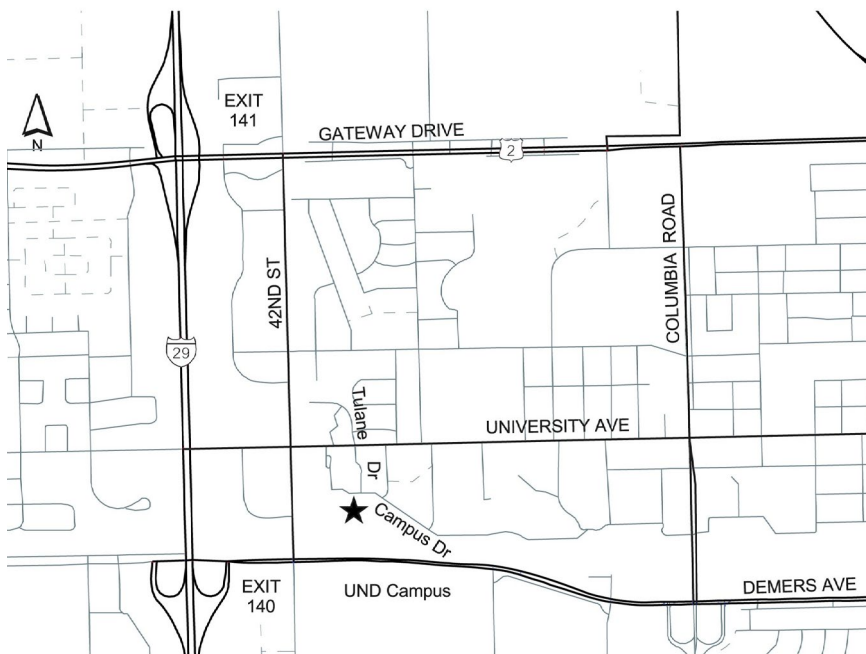 EXIT
141
GATEWAY DRIVE
2
N
COLUMBIA ROAD
42ND ST
29
Tulane
Dr
UNIVERSITY AVE
Campus Dr
EXIT
140
UND Campus
DEMERS AVE